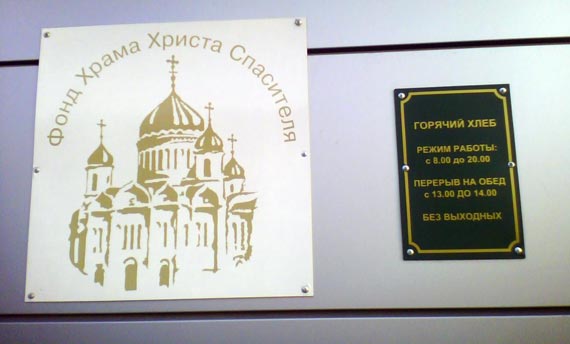 Фонд Храма Христа Спасителя
ГОРЯЧИЙ ХЛЕБ
РЕЖИМ РАБОТЫ:
с 8.00 до 20.00
ПЕРЕРЫВ НА ОБЕД
с 13.00 ДО 14.00
БЕЗ ВЫХОДНЫХ